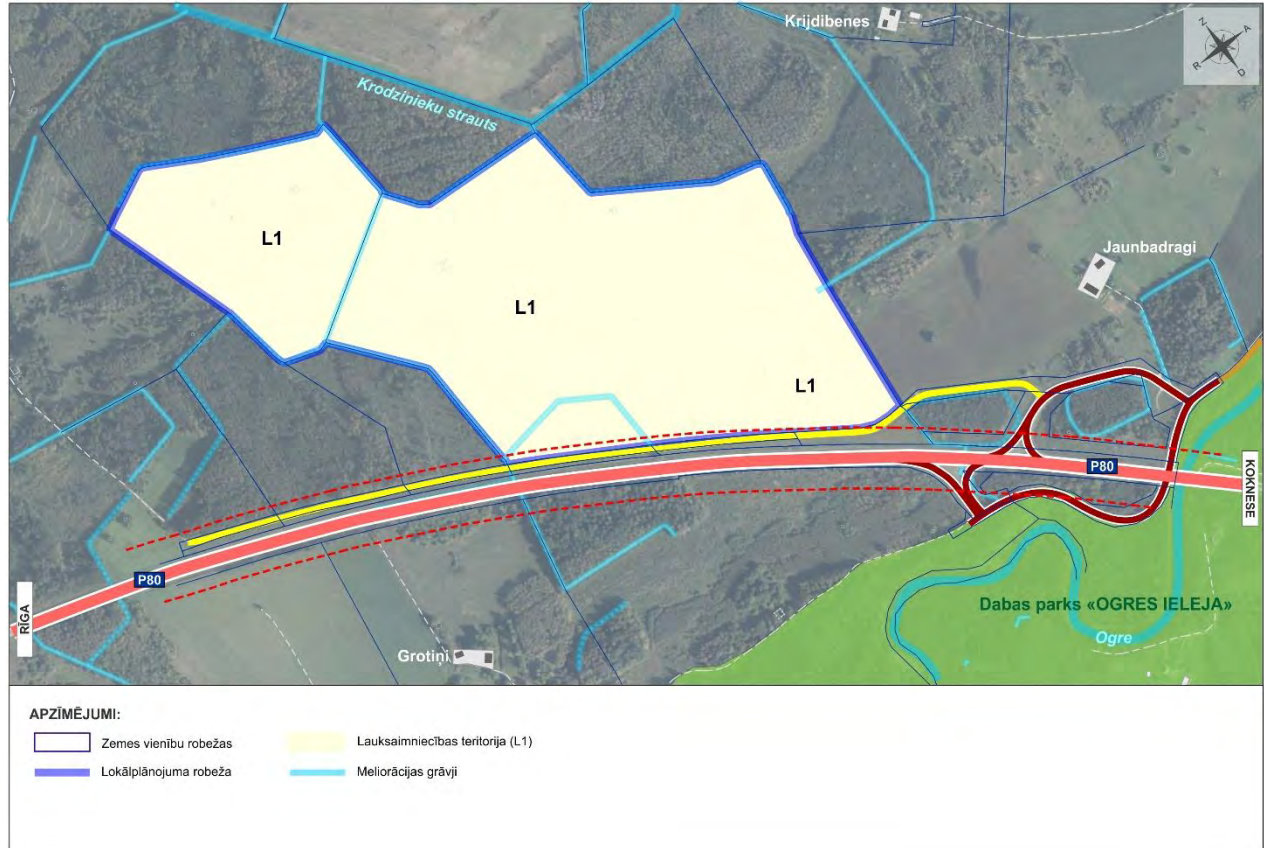 Krijdibenes
Z
A
R
D
Krodzinieku strauts
L1
Jaunbadragi
L1
L1
P80
KOKNESE
P80
RĪGA
Dabas parks «OGRES IELEJA»
Ogre
Grotiņi
APZĪMĒJUMI:
Zemes vienību robežas
Lauksaimniecības teritorija (L1)
Lokālplānojuma robeža
Meliorācijas grāvji